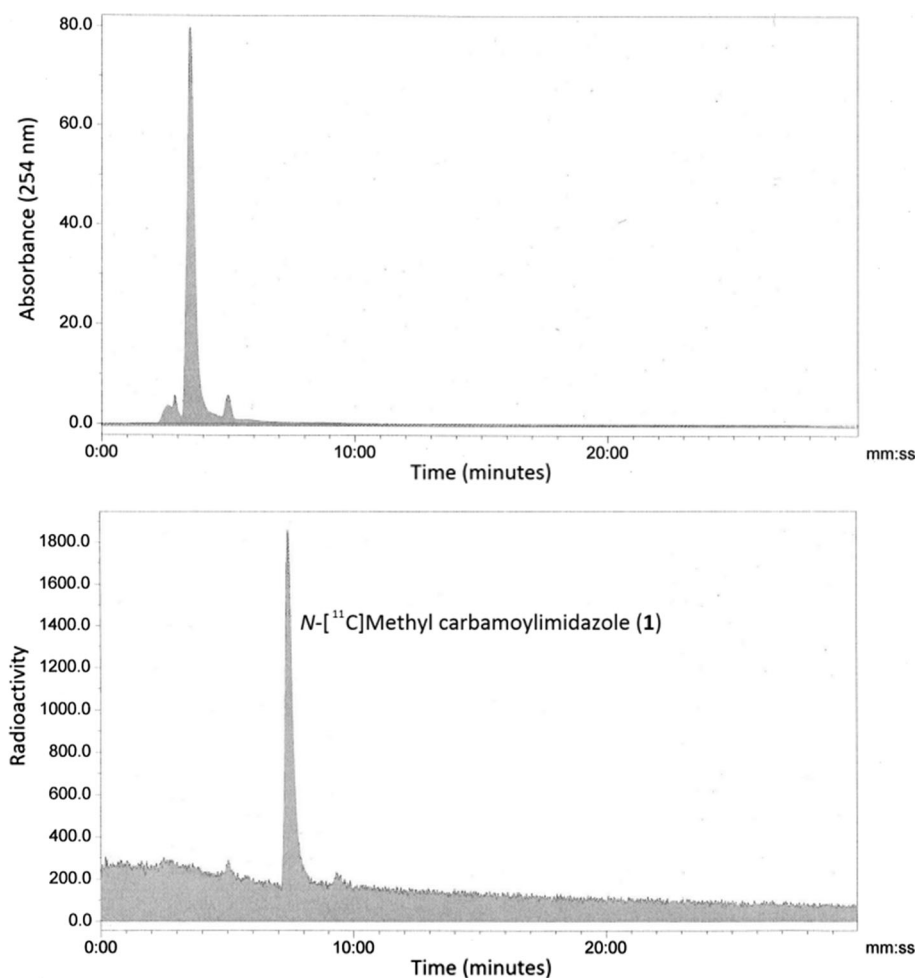 80.0
60.0
40.0
20.0
0.0
Absorbance (254 nm)
0:00 10:00 20:00 mm:ss
Time (minutes)
1800.0
1600.0
1400.0
1200.0
1000.0
800.0
600.0
400.0
200.0
0.0
Radioactivity
N-[¹¹C]Methyl carbamoylimidazole (1)
0:00 10:00 20:00 mm:ss
Time (minutes)